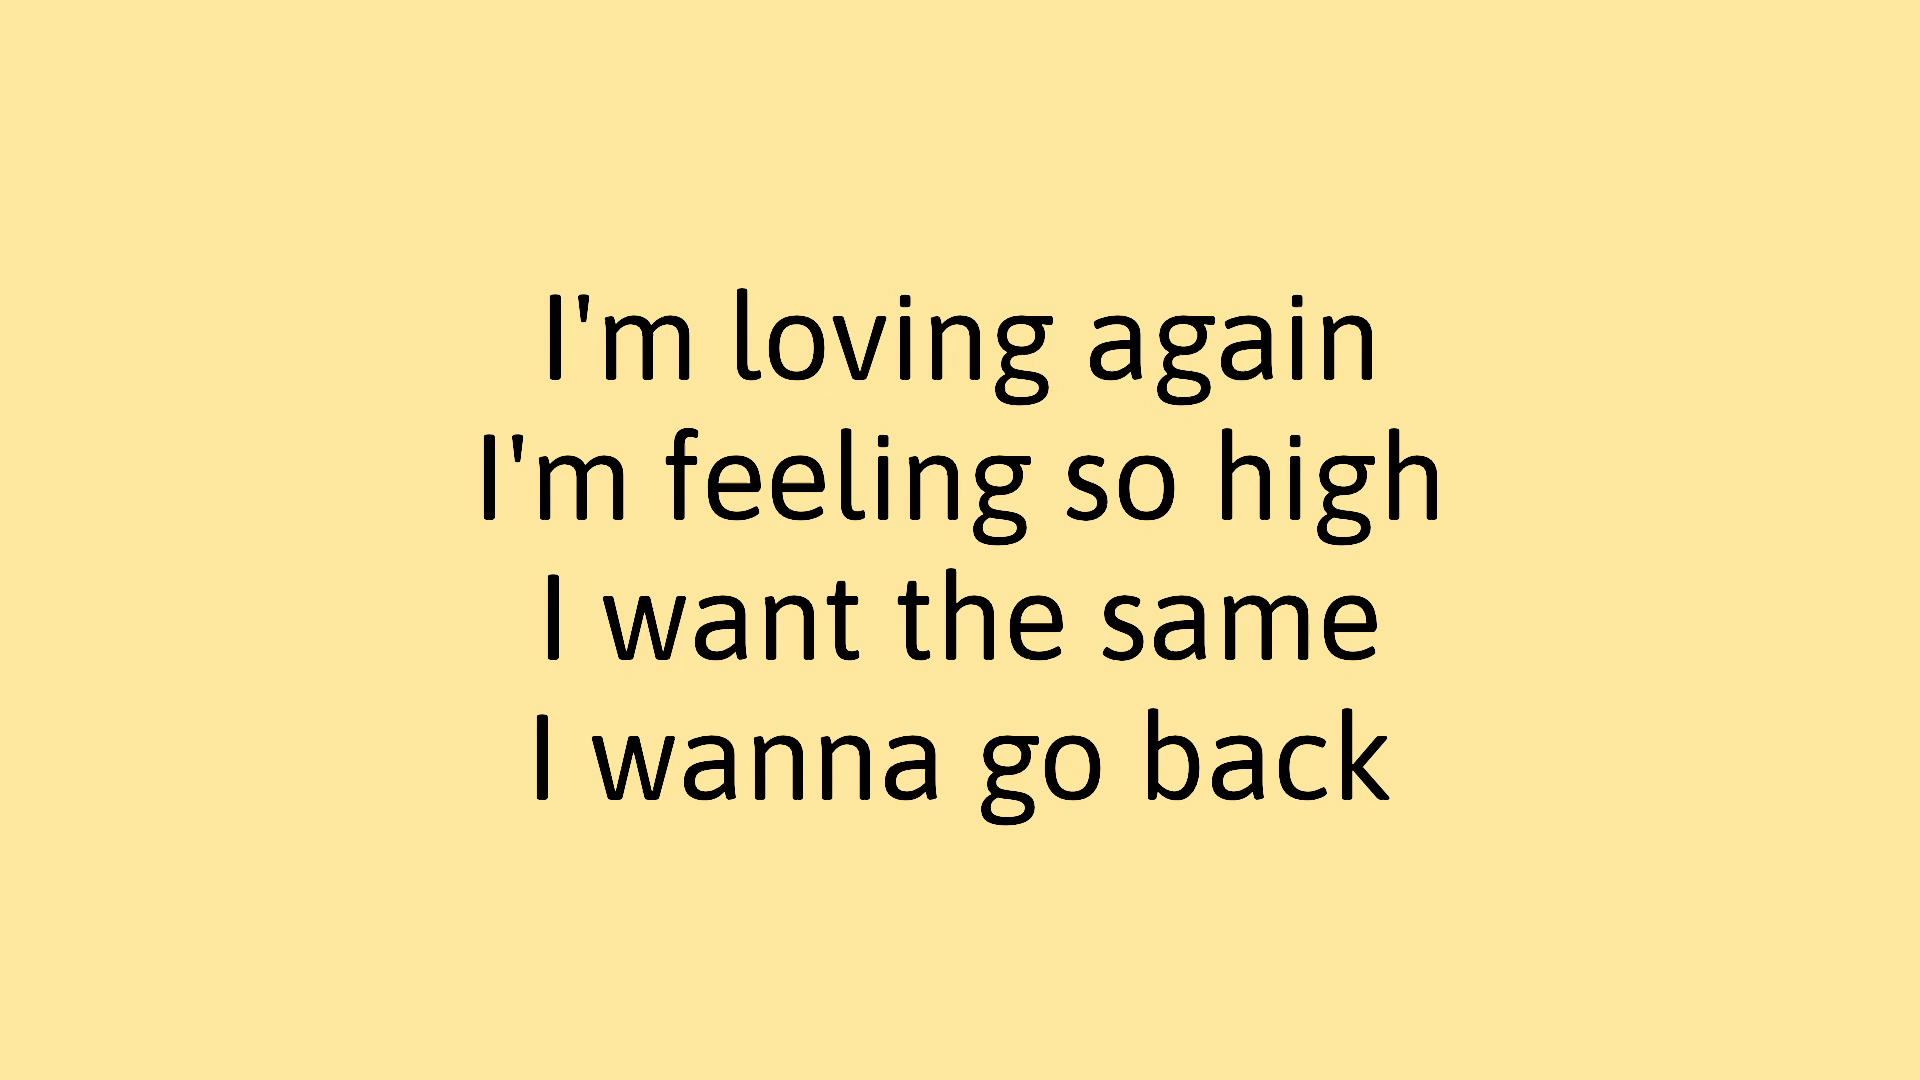 I'm loving again
I'm feeling so high
I want the same
I wanna go back